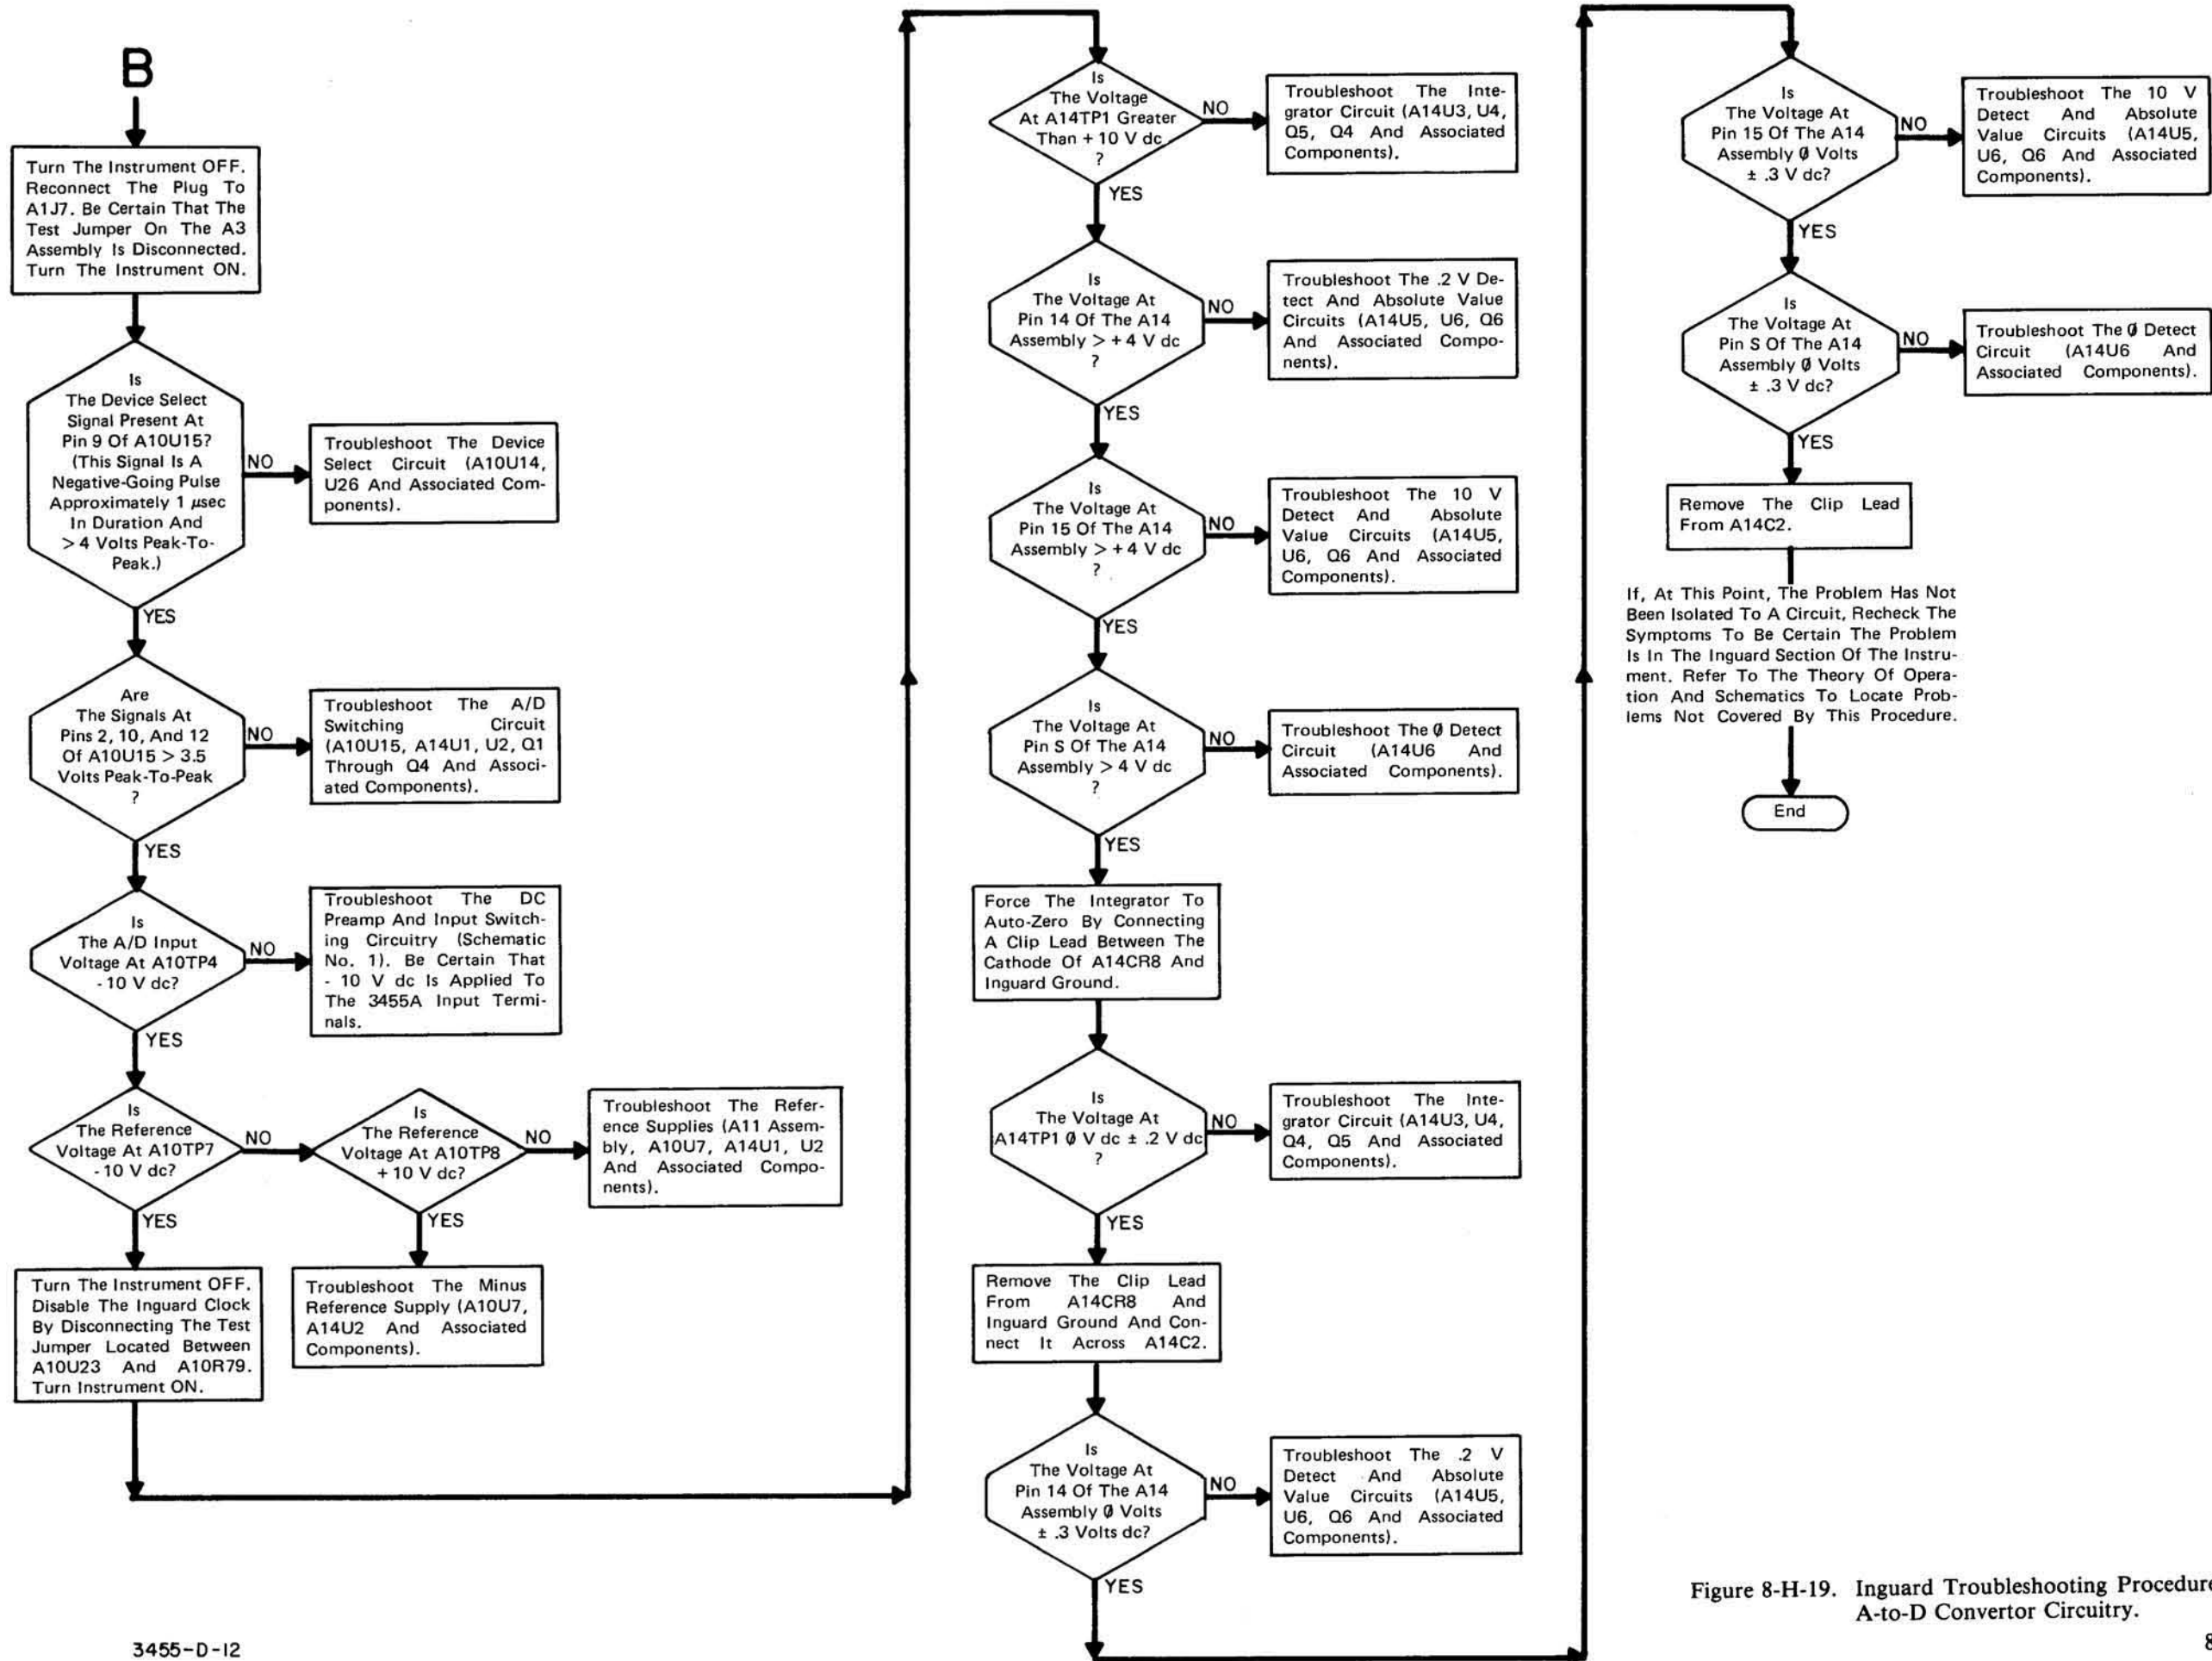 B
Turn The Instrument OFF.
Reconnect The Plug To
A1J7. Be Certain That The
Test Jumper On The A3
Assembly Is Disconnected.
Turn The Instrument ON.
Is
The Device Select
Signal Present At
Pin 9 Of A10U15?
(This Signal Is A
Negative-Going Pulse
Approximately 1 μsec
In Duration And
> 4 Volts Peak-To-
Peak.)
NO
Troubleshoot The Device
Select Circuit (A10U14,
U26 And Associated Com-
ponents).
YES
Are
The Signals At
Pins 2, 10, And 12
Of A10U15 > 3.5
Volts Peak-To-Peak
?
NO
Troubleshoot The A/D
Switching Circuit
(A10U15, A14U1, U2, Q1
Through Q4 And Associ-
ated Components).
YES
Is
The A/D Input
Voltage At A10TP4
- 10 V dc?
NO
Troubleshoot The DC
Preamp And Input Switch-
ing Circuitry (Schematic
No. 1). Be Certain That
- 10 V dc Is Applied To
The 3455A Input Termi-
nals.
YES
Is
The Reference
Voltage At A10TP7
- 10 V dc?
NO
Is
The Reference
Voltage At A10TP8
+ 10 V dc?
NO
Troubleshoot The Refer-
ence Supplies (A11 Assem-
bly, A10U7, A14U1, U2
And Associated Compo-
nents).
YES
YES
Turn The Instrument OFF.
Disable The Inguard Clock
By Disconnecting The Test
Jumper Located Between
A10U23 And A10R79.
Turn Instrument ON.
Troubleshoot The Minus
Reference Supply (A10U7,
A14U2 And Associated
Components).
Is
The Voltage
At A14TP1 Greater
Than + 10 V dc
?
NO
Troubleshoot The Inte-
grator Circuit (A14U3, U4,
Q5, Q4 And Associated
Components).
YES
Is
The Voltage At
Pin 14 Of The A14
Assembly > + 4 V dc
?
NO
Troubleshoot The .2 V De-
tect And Absolute Value
Circuits (A14U5, U6, Q6
And Associated Compo-
nents).
YES
Is
The Voltage At
Pin 15 Of The A14
Assembly > + 4 V dc
?
NO
Troubleshoot The 10 V
Detect And Absolute
Value Circuits (A14U5,
U6, Q6 And Associated
Components).
YES
Is
The Voltage At
Pin S Of The A14
Assembly > 4 V dc
?
NO
Troubleshoot The Ø Detect
Circuit (A14U6 And
Associated Components).
YES
Force The Integrator To
Auto-Zero By Connecting
A Clip Lead Between The
Cathode Of A14CR8 And
Inguard Ground.
Is
The Voltage At
A14TP1 Ø V dc ± .2 V dc
?
NO
Troubleshoot The Inte-
grator Circuit (A14U3, U4,
Q4, Q5 And Associated
Components).
YES
Remove The Clip Lead
From A14CR8 And
Inguard Ground And Con-
nect It Across A14C2.
Is
The Voltage At
Pin 14 Of The A14
Assembly Ø Volts
± .3 Volts dc?
NO
Troubleshoot The .2 V
Detect And Absolute
Value Circuits (A14U5,
U6, Q6 And Associated
Components).
YES
Is
The Voltage At
Pin 15 Of The A14
Assembly Ø Volts
± .3 V dc?
NO
Troubleshoot The 10 V
Detect And Absolute
Value Circuits (A14U5,
U6, Q6 And Associated
Components).
YES
Is
The Voltage At
Pin S Of The A14
Assembly Ø Volts
± .3 V dc?
NO
Troubleshoot The Ø Detect
Circuit (A14U6 And
Associated Components).
YES
Remove The Clip Lead
From A14C2.
If, At This Point, The Problem Has Not
Been Isolated To A Circuit, Recheck The
Symptoms To Be Certain The Problem
Is In The Inguard Section Of The Instru-
ment. Refer To The Theory Of Opera-
tion And Schematics To Locate Prob-
lems Not Covered By This Procedure.
End
Figure 8-H-19. Inguard Troubleshooting Procedure
A-to-D Convertor Circuitry.
3455-D-12
8